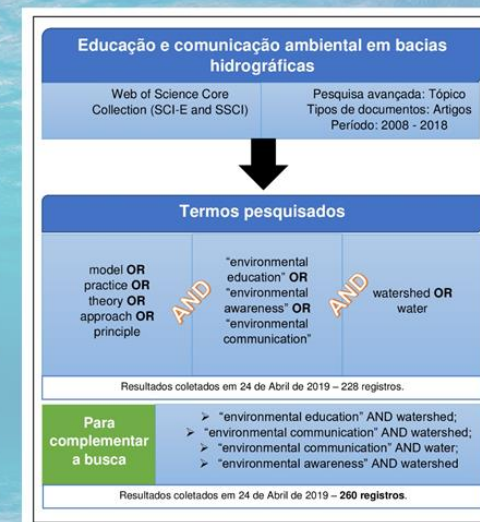 Educação e comunicação ambiental em bacias
hidrográficas
Web of Science Core
Collection (SCI-E and SSCI)
Pesquisa avançada: Tópico
Tipos de documentos: Artigos
Período: 2008 - 2018
Termos pesquisados
model OR
practice OR
theory OR
approach OR
principle
AND
“environmental
education” OR
“environmental
awareness” OR
“environmental
communication”
AND
watershed OR
water
Resultados coletados em 24 de Abril de 2019 – 228 registros.
Para
complementar
a busca
➢ “environmental education” AND watershed;
➢ “environmental communication” AND watershed;
➢ “environmental communication” AND water;
➢ “environmental awareness” AND watershed
Resultados coletados em 24 de Abril de 2019 – 260 registros.